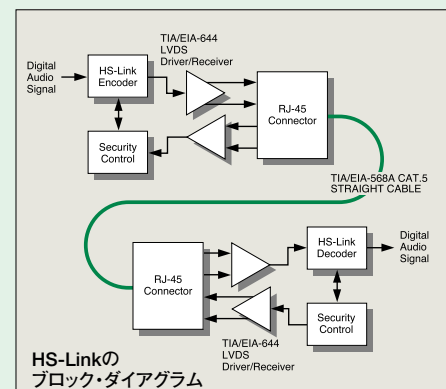 TIA/EIA-644
LVDS
Driver/Receiver
Digital
Audio
Signal
HS-Link
Encoder
RJ-45
Connector
Security
Control
TIA/EIA-568A CAT.5
STRAIGHT CABLE
RJ-45
Connector
HS-Link
Decoder
Digital
Audio
Signal
Security
Control
TIA/EIA-644
LVDS
Driver/Receiver
HS-Linkの
ブロック・ダイアグラム